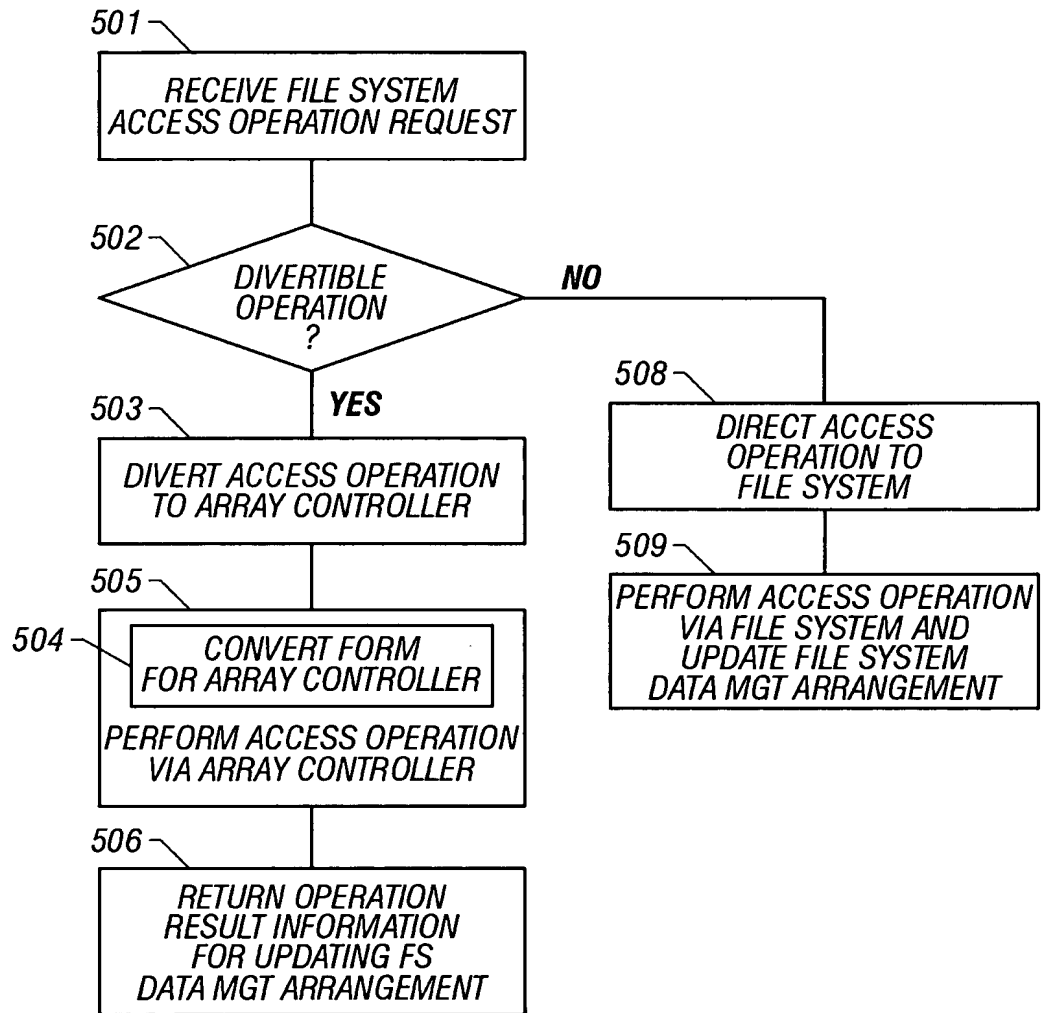 501
RECEIVE FILE SYSTEM
ACCESS OPERATION REQUEST
502
DIVERTIBLE
OPERATION
?
NO
YES
503
DIVERT ACCESS OPERATION
TO ARRAY CONTROLLER
505
504
CONVERT FORM
FOR ARRAY CONTROLLER
PERFORM ACCESS OPERATION
VIA ARRAY CONTROLLER
506
RETURN OPERATION
RESULT INFORMATION
FOR UPDATING FS
DATA MGT ARRANGEMENT
508
DIRECT ACCESS
OPERATION TO
FILE SYSTEM
509
PERFORM ACCESS OPERATION
VIA FILE SYSTEM AND
UPDATE FILE SYSTEM
DATA MGT ARRANGEMENT